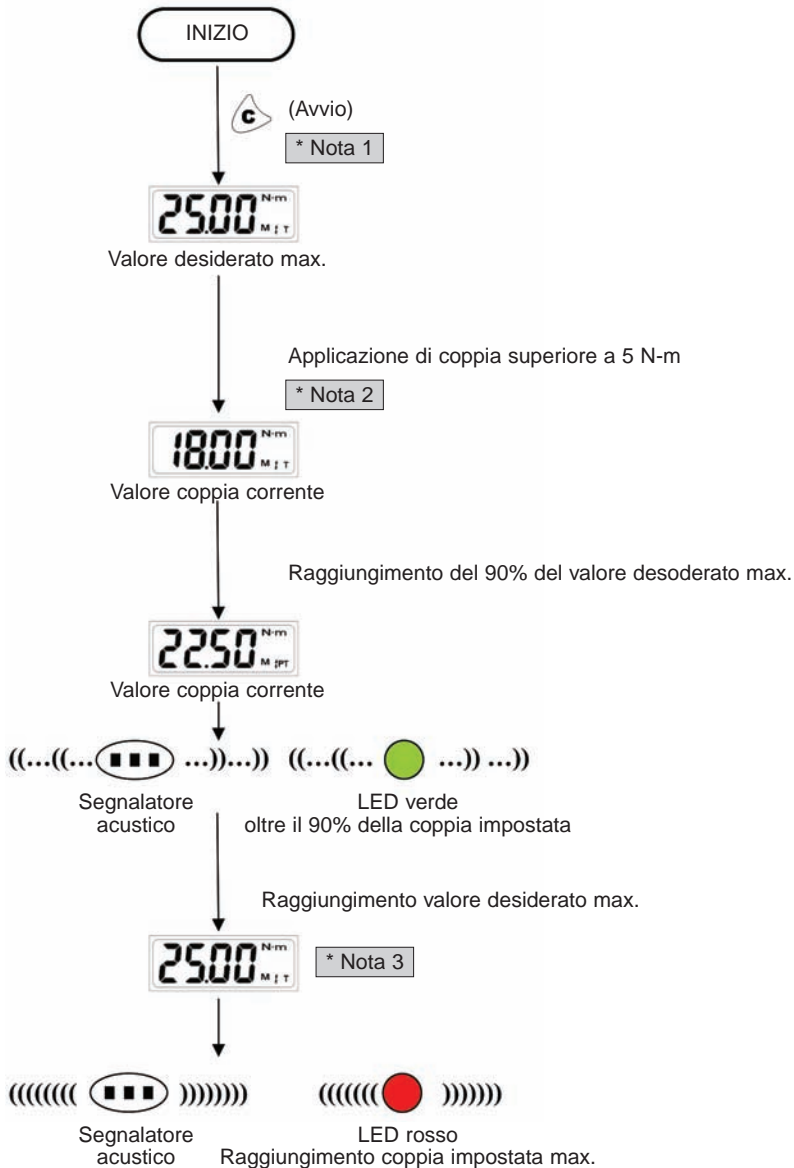 INIZIO
C (Avvio)
* Nota 1
25.00 N-m
M T
Valore desiderato max.
Applicazione di coppia superiore a 5 N-m
* Nota 2
18.00 N-m
M T
Valore coppia corrente
Raggiungimento del 90% del valore desoderato max.
22.50 N-m
M PT
Valore coppia corrente
((...((... ...))...)) ((...((... ...)) ...))
Segnalatore
acustico
LED verde
oltre il 90% della coppia impostata
Raggiungimento valore desiderato max.
25.00 N-m
M T
* Nota 3
(((((((( )))))))) ((((((( )))))))
Segnalatore
acustico
LED rosso
Raggiungimento coppia impostata max.